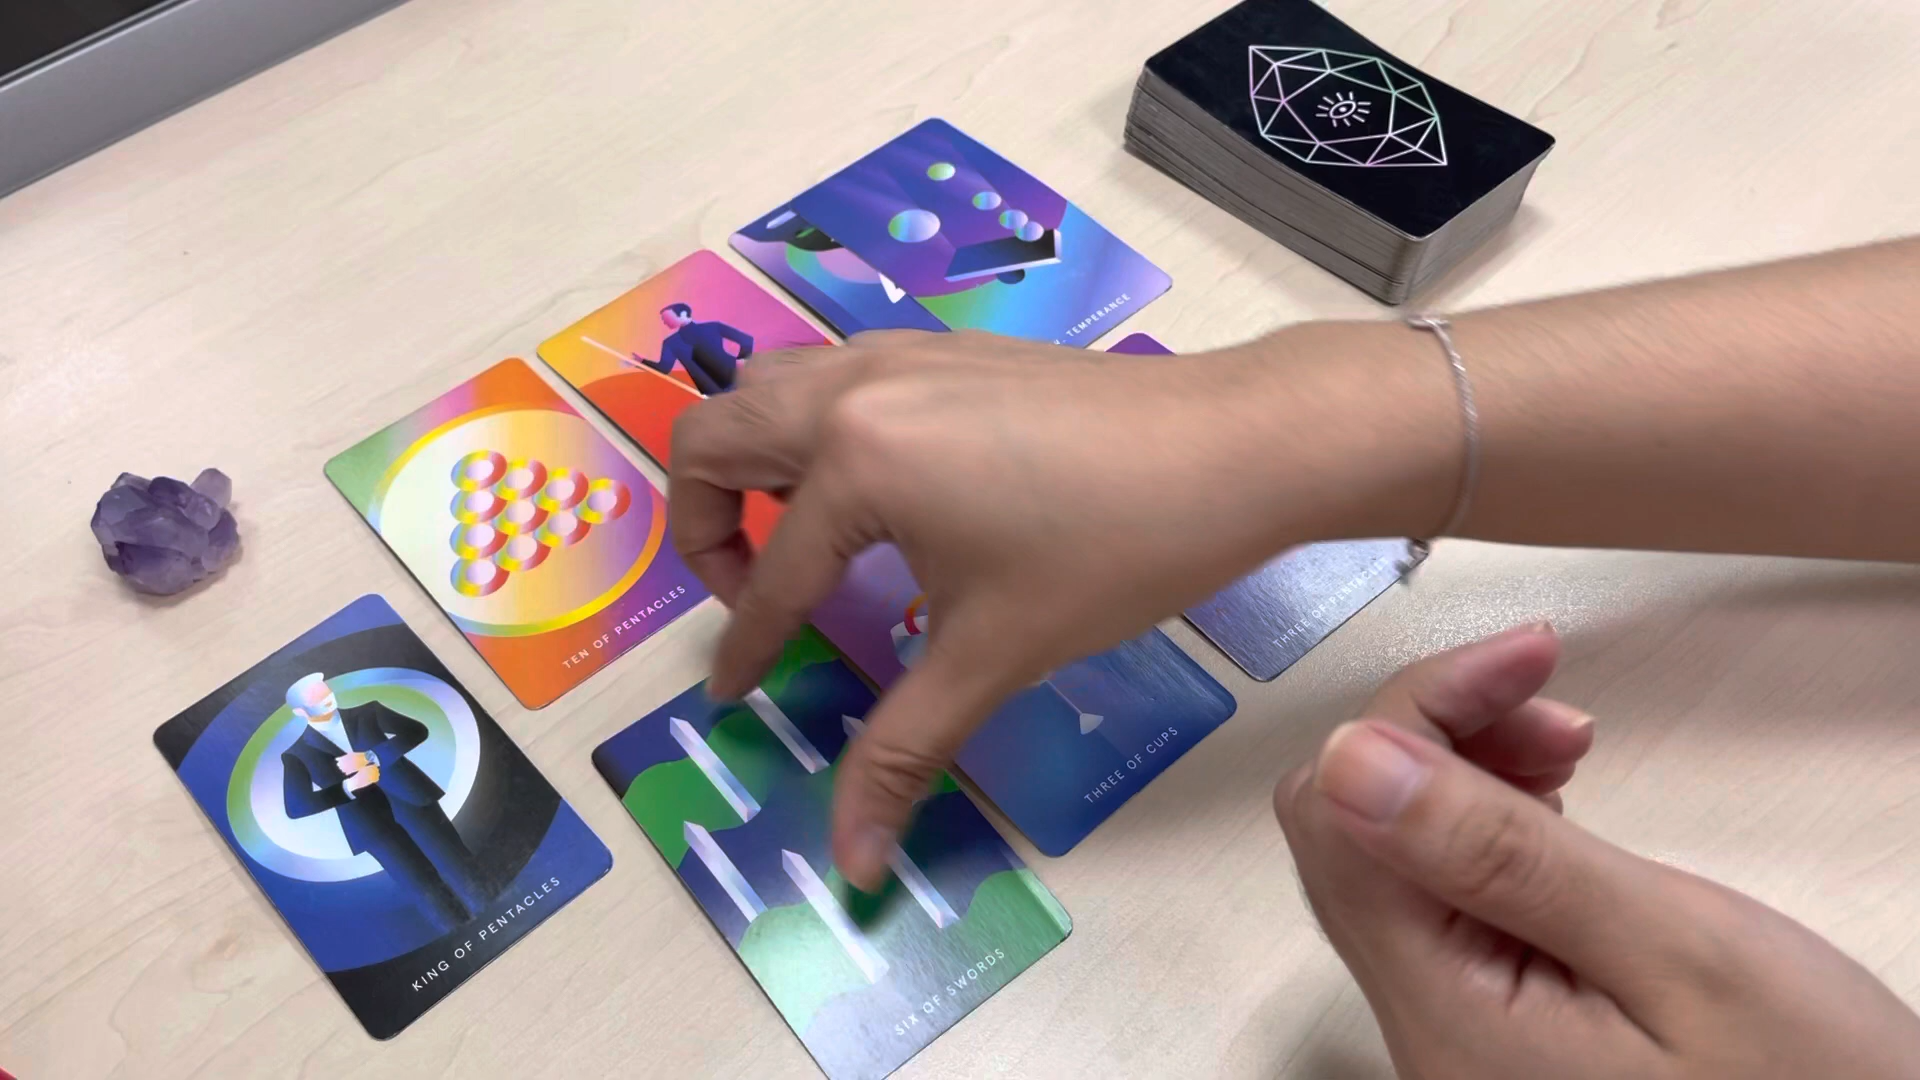 TEMPERANCE
TEN OF PENTACLES
THREE OF PENTACLES
THREE OF CUPS
KING OF PENTACLES
SIX OF SWORDS